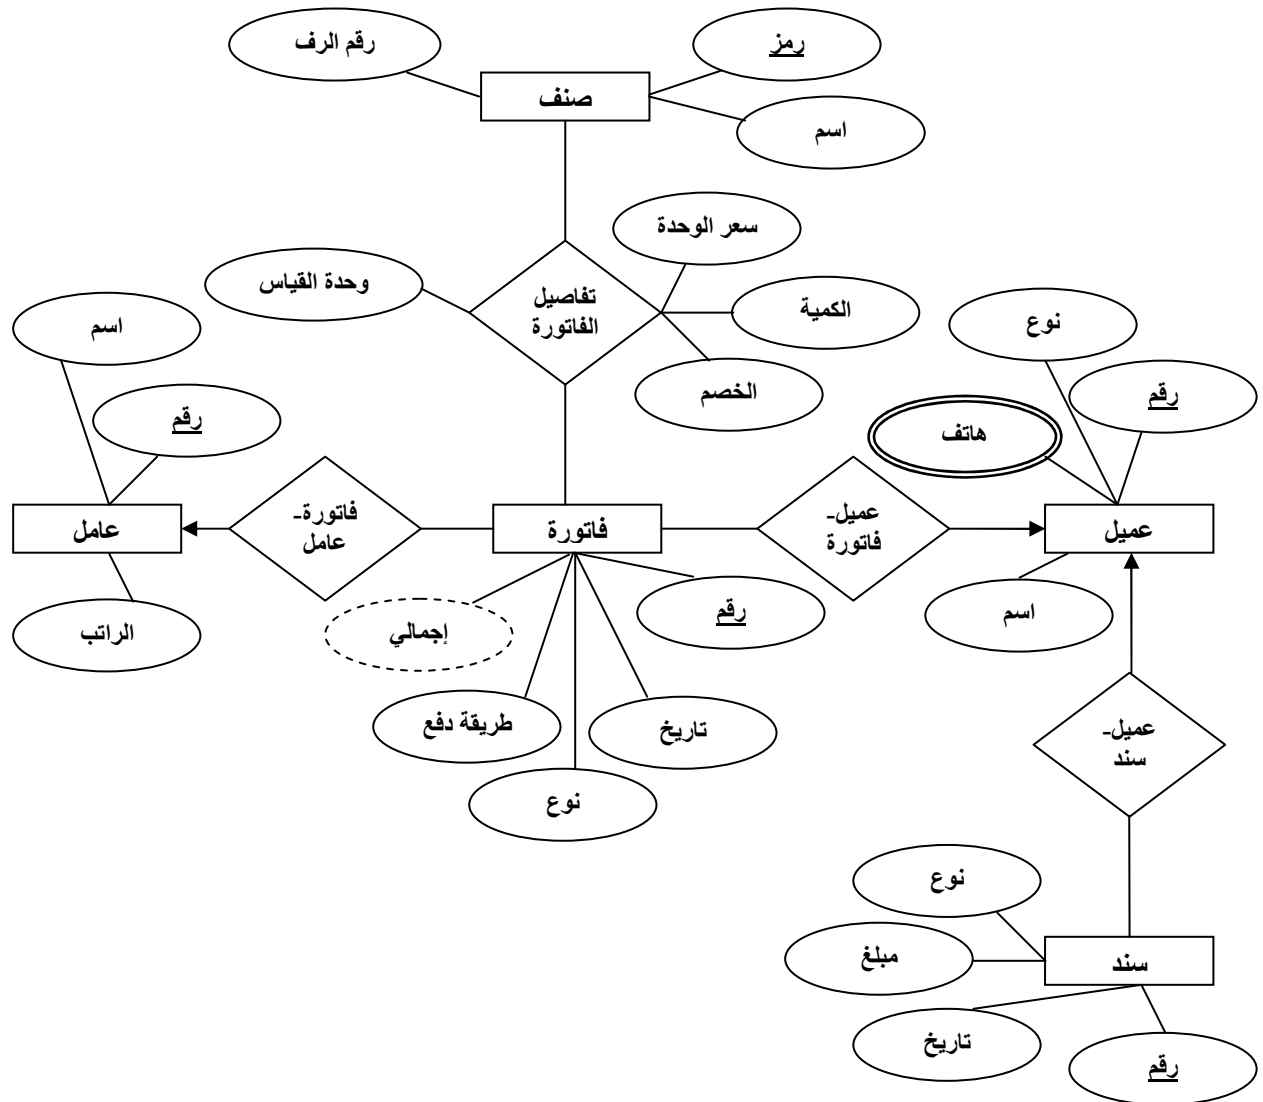 رمز
رقم الرف
صنف
اسم
سعر الوحدة
وحدة القياس
تفاصيل
الفاتورة
الكمية
نوع
اسم
الخصم
رقم
رقم
هاتف
عميل
عميل-
فاتورة
فاتورة
فاتورة-
عامل
عامل
اسم
رقم
إجمالي
الراتب
تاريخ
طريقة دفع
نوع
عميل-
سند
نوع
مبلغ
سند
تاريخ
رقم